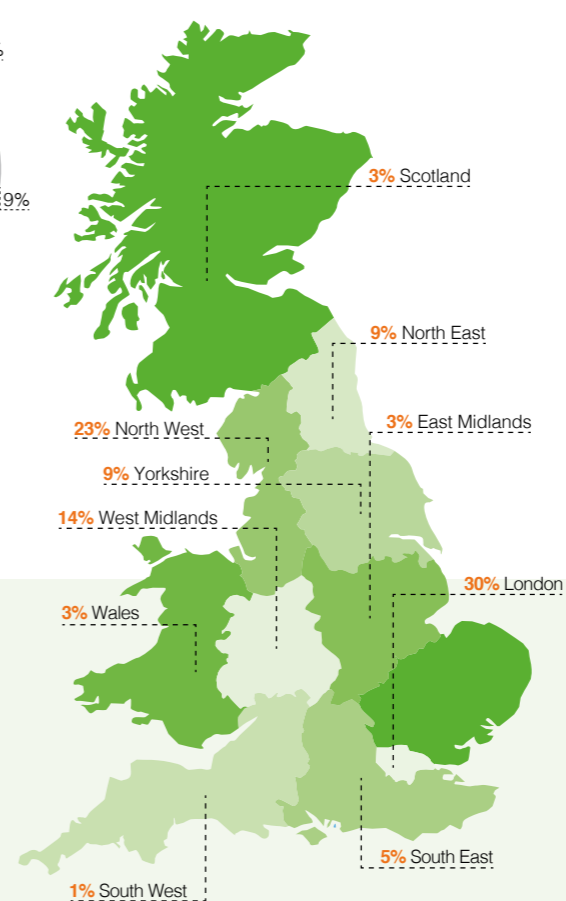 %
9%
3% Scotland
9% North East
3% East Midlands
23% North West
9% Yorkshire
14% West Midlands
30% London
3% Wales
5% South East
1% South West